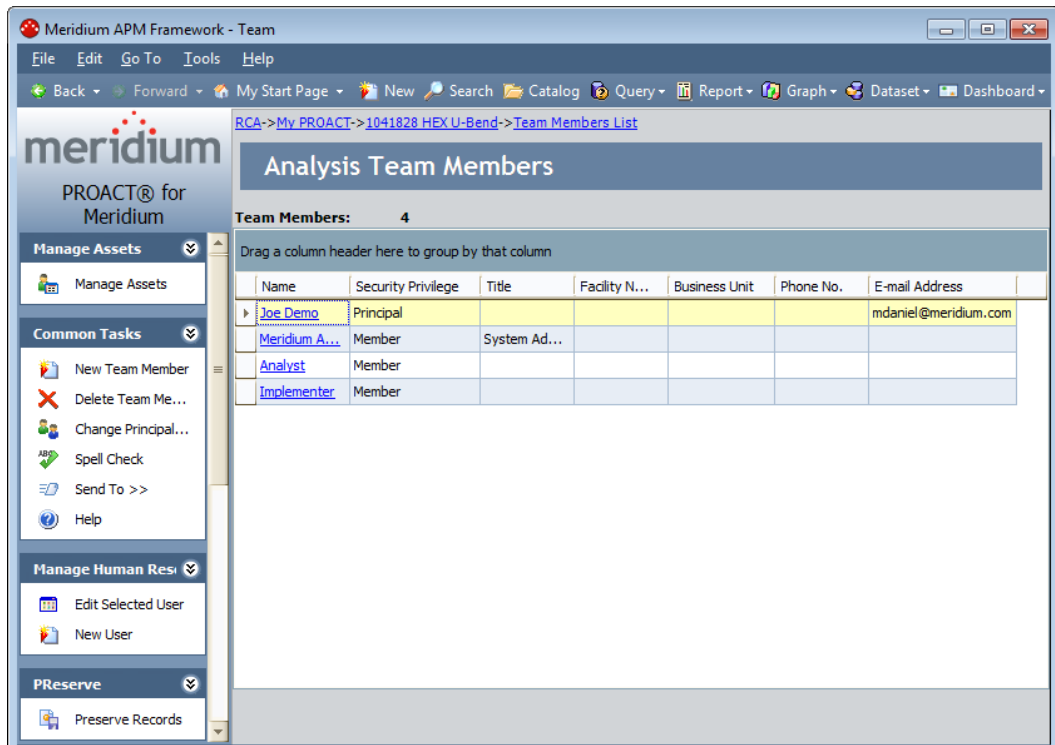 Meridium APM Framework - Team
File Edit Go To Tools Help
Back Forward My Start Page New Search Catalog Query Report Graph Dataset Dashboard
meridium
PROACT® for
Meridium
Manage Assets
Manage Assets
Common Tasks
New Team Member
Delete Team Me...
Change Principal...
ABC
Spell Check
Send To >>
Help
Manage Human Res
Edit Selected User
New User
PReserve
Preserve Records
RCA->My PROACT->1041828 HEX U-Bend->Team Members List
Analysis Team Members
Team Members: 4
Drag a column header here to group by that column
Name Security Privilege Title Facility N... Business Unit Phone No. E-mail Address
Joe Demo Principal mdaniel@meridium.com
Meridium A... Member System Ad...
Analyst Member
Implementer Member